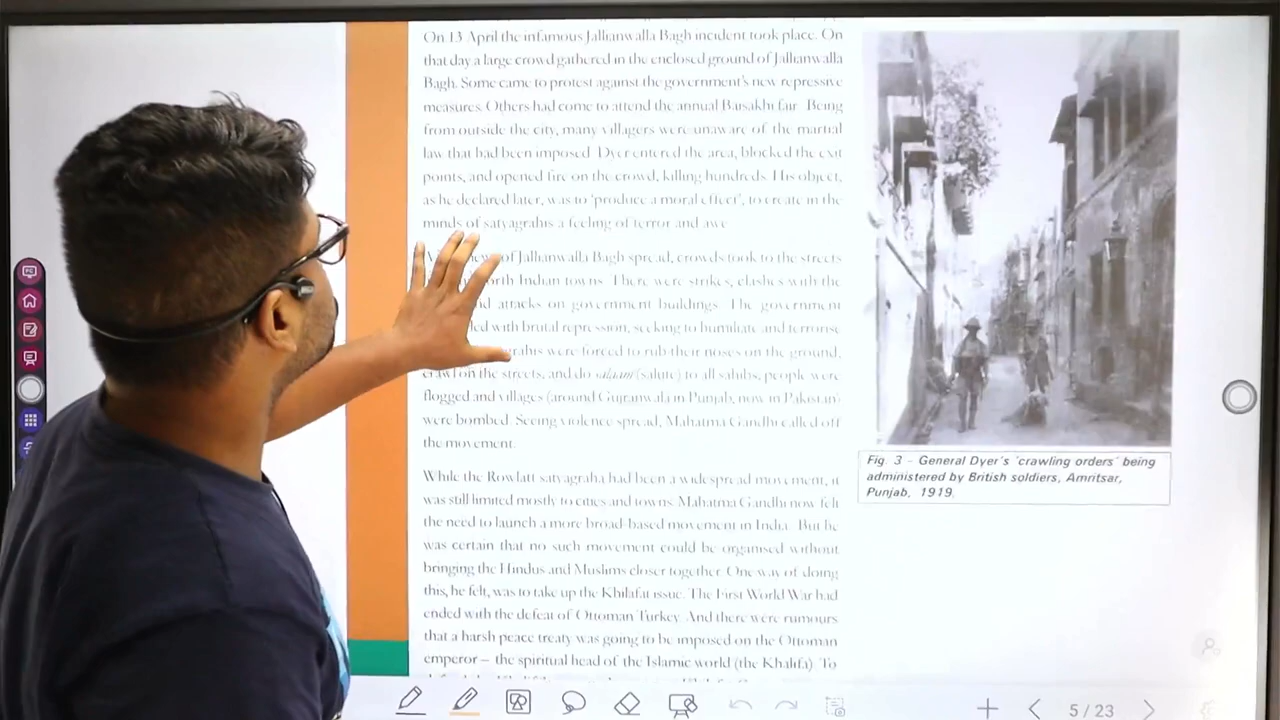 On 13 April the infamous Jallianwalla Bagh incident took place. On
that day a large crowd gathered in the enclosed ground of Jallianwalla
Bagh. Some came to protest against the government's new repressive
measures. Others had come to attend the annual Baisakhi fair. Being
from outside the city, many villagers were unaware of the martial
law that had been imposed. Dyer entered the area, blocked the exit
points, and opened fire on the crowd, killing hundreds. His object,
as he declared later, was to 'produce a moral effect', to create in the
minds of satyagrahis a feeling of terror and awe.
of Jallianwalla Bagh spread, crowds took to the streets
Indian towns. There were strikes, clashes with the
attacks on government buildings. The government
with brutal repression, seeking to humiliate and terrorise
were forced to rub their noses on the ground,
crawl on the streets, and do salaam (salute) to all sahibs; people were
flogged and villages (around Gujranwala in Punjab, now in Pakistan)
were bombed. Seeing violence spread, Mahatma Gandhi called off
the movement.
While the Rowlatt satyagraha had been a widespread movement, it
was still limited mostly to cities and towns. Mahatma Gandhi now felt
the need to launch a more broad-based movement in India. But he
was certain that no such movement could be organised without
bringing the Hindus and Muslims closer together. One way of doing
this, he felt, was to take up the Khilafat issue. The First World War had
ended with the defeat of Ottoman Turkey. And there were rumours
that a harsh peace treaty was going to be imposed on the Ottoman
emperor – the spiritual head of the Islamic world (the Khalifa). To
Fig. 3 – General Dyer's 'crawling orders' being
administered by British soldiers, Amritsar,
Punjab, 1919.
5 / 23